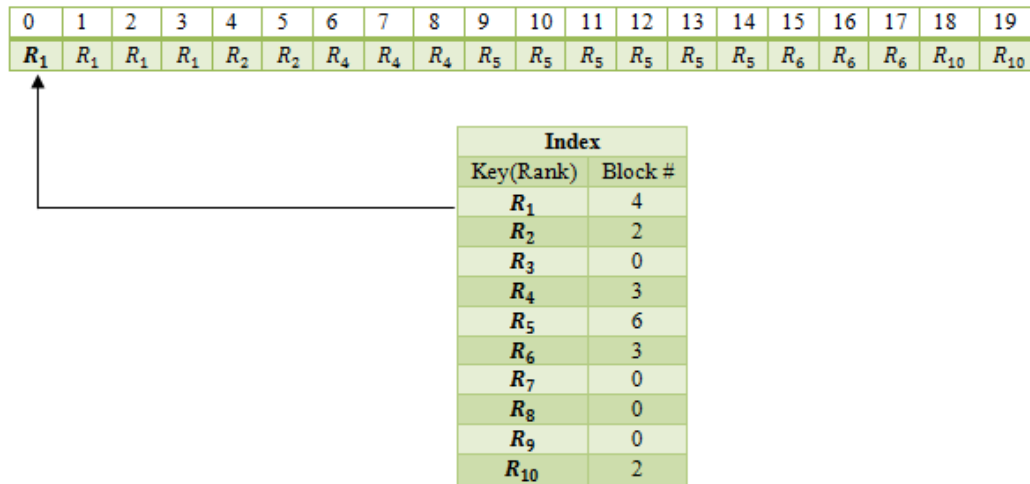 0 1 2 3 4 5 6 7 8 9 10 11 12 13 14 15 16 17 18 19
R₁ R₁ R₁ R₁ R₂ R₂ R₄ R₄ R₄ R₅ R₅ R₅ R₅ R₅ R₅ R₆ R₆ R₆ R₁₀ R₁₀
Index
Key(Rank) Block #
R₁ 4
R₂ 2
R₃ 0
R₄ 3
R₅ 6
R₆ 3
R₇ 0
R₈ 0
R₉ 0
R₁₀ 2